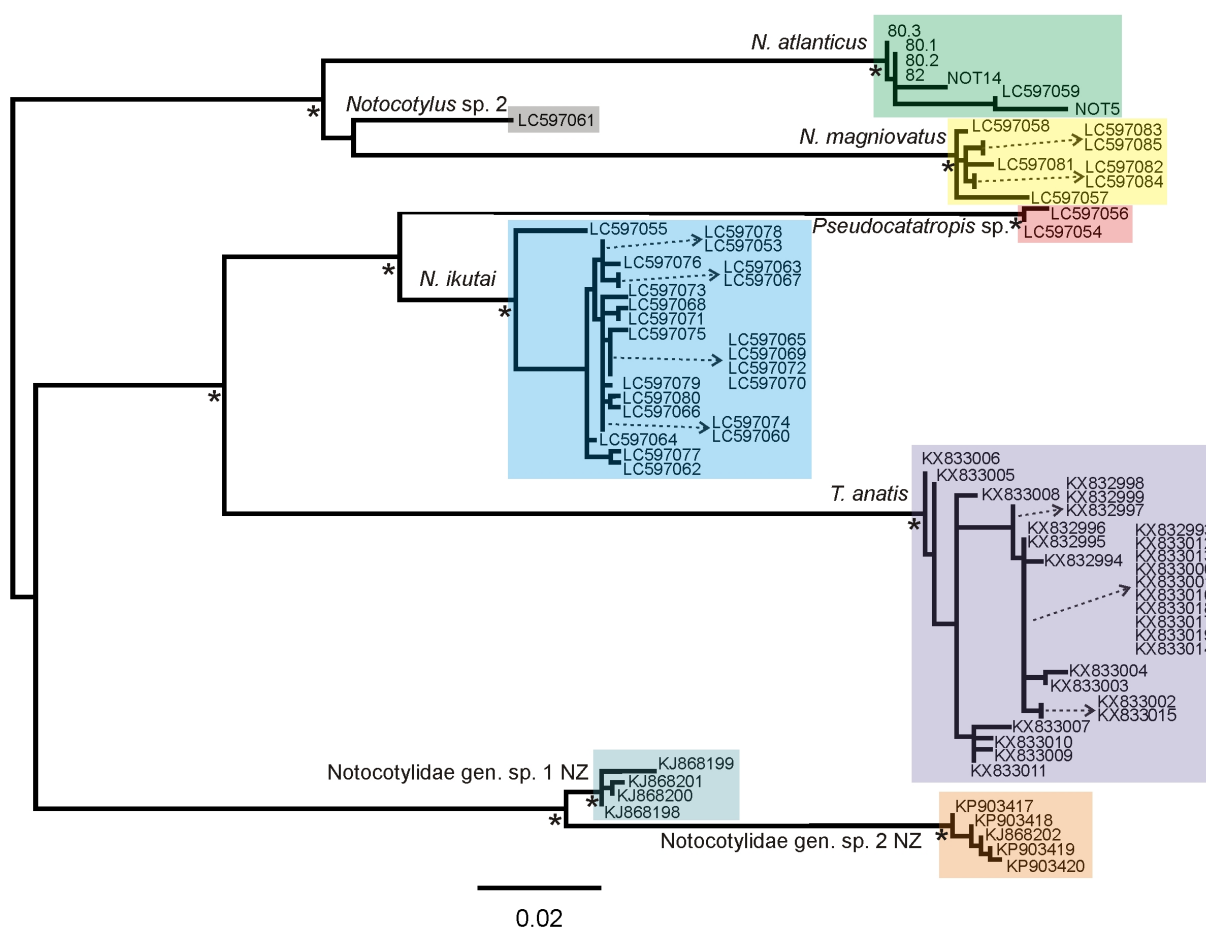 N. atlanticus
80.3
80.1
80.2
82
NOT14
LC597059
NOT5
Notocotylus sp. 2
LC597061
N. magniovatus
LC597058
LC597083
LC597085
LC597081
LC597082
LC597084
LC597057
Pseudocatatropis sp.
LC597056
LC597054
N. ikutai
LC597055
LC597078
LC597053
LC597076
LC597063
LC597067
LC597073
LC597068
LC597071
LC597075
LC597065
LC597069
LC597072
LC597070
LC597079
LC597080
LC597066
LC597074
LC597060
LC597064
LC597077
LC597062
T. anatis
KX833006
KX833005
KX833008
KX832998
KX832999
KX832997
KX832996
KX832995
KX832994
KX833004
KX833003
KX833002
KX833015
KX833007
KX833010
KX833009
KX833011
Notocotylidae gen. sp. 1 NZ
KJ868199
KJ868201
KJ868200
KJ868198
Notocotylidae gen. sp. 2 NZ
KP903417
KP903418
KJ868202
KP903419
KP903420
0.02